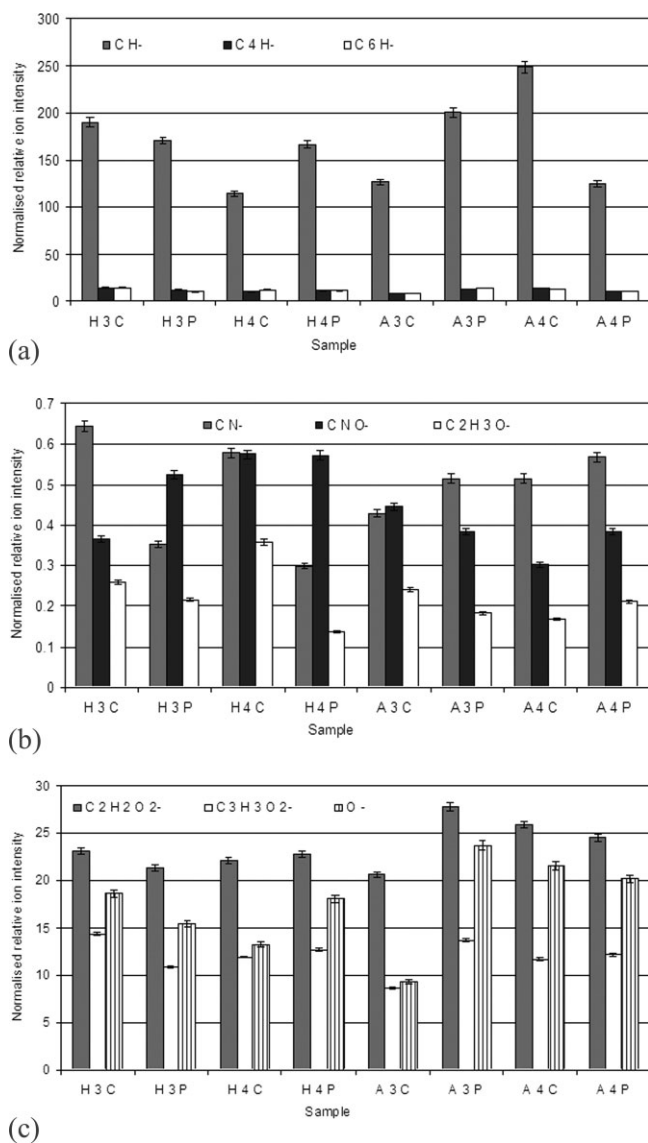 300
250
200
150
100
50
0
Normalised relative ion intensity
C H- C 4 H- C 6 H-
H 3 C H 3 P H 4 C H 4 P A 3 C A 3 P A 4 C A 4 P
Sample
(a)
0.7
0.6
0.5
0.4
0.3
0.2
0.1
0
Normalised relative ion intensity
C N- C N O- C 2 H 3 O-
H 3 C H 3 P H 4 C H 4 P A 3 C A 3 P A 4 C A 4 P
Sample
(b)
30
25
20
15
10
5
0
Normalised relative ion intensity
C 2 H 2 O 2- C 3 H 3 O 2- O -
H 3 C H 3 P H 4 C H 4 P A 3 C A 3 P A 4 C A 4 P
Sample
(c)